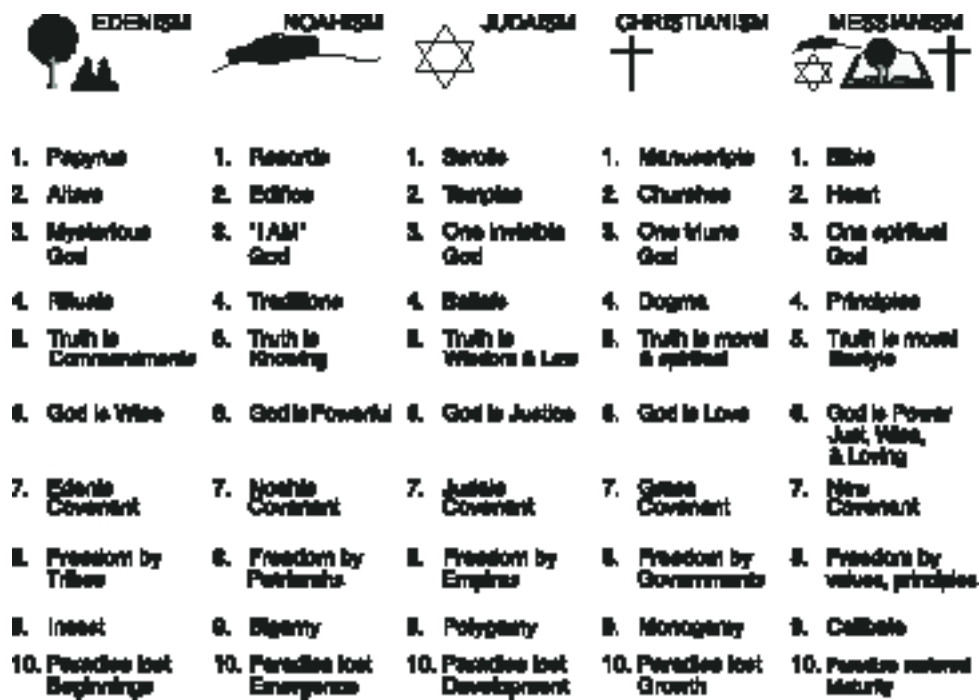 EDENISM
NOAHISM
JUDAISM
CHRISTIANISM
MESSIANISM
1. Papyrus
1. Records
1. Scrolls
1. Manuscripts
1. Bible
2. Altars
2. Edifice
2. Temples
2. Churches
2. Heart
3. Mysterious
God
3. "I AM"
God
3. One invisible
God
3. One triune
God
3. One spiritual
God
4. Rituals
4. Traditions
4. Beliefs
4. Dogma
4. Principles
5. Truth is
Commandments
5. Truth is
Knowing
5. Truth is
Wisdom & Law
5. Truth is moral
& spiritual
5. Truth is moral
lifestyle
6. God is Wise
6. God is Powerful
6. God is Justice
6. God is Love
6. God is Power
Just, Wise,
& Loving
7. Edenic
Covenant
7. Noahic
Covenant
7. Judaic
Covenant
7. Grace
Covenant
7. New
Covenant
8. Freedom by
Tribes
8. Freedom by
Patriarchs
8. Freedom by
Empires
8. Freedom by
Governments
8. Freedom by
values, principles
9. Incest
9. Bigamy
9. Polygamy
9. Monogamy
9. Celibate
10. Paradise lost
Beginnings
10. Paradise lost
Emergence
10. Paradise lost
Development
10. Paradise lost
Growth
10. Paradise restored
Maturity